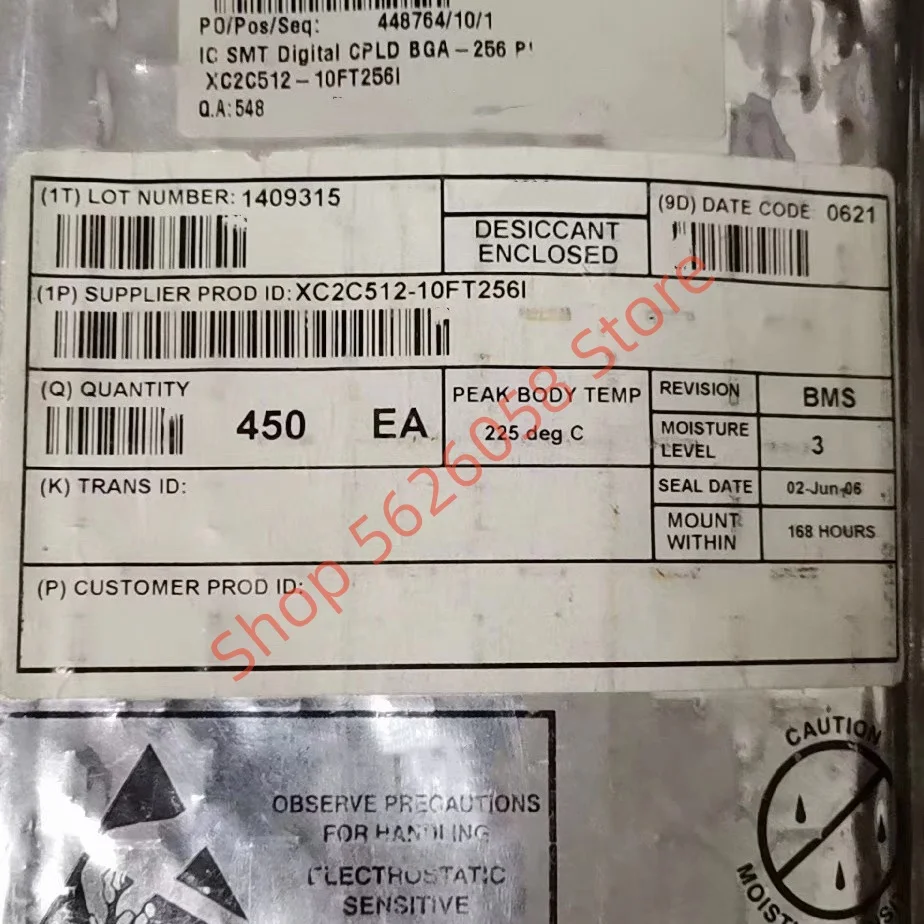 PO/Pos/Seq: 448764/10/1
IC SMT Digital CPLD BGA-256
XC2C512-10FT256I
Q.A: 548
(1T) LOT NUMBER: 1409315
DESICCANT
ENCLOSED
(9D) DATE CODE 0621
(1P) SUPPLIER PROD ID: XC2C512-10FT256I
(Q) QUANTITY
450 EA
PEAK BODY TEMP
225 deg C
REVISION BMS
MOISTURE
LEVEL
3
(K) TRANS ID:
SEAL DATE 02-Jun-06
MOUNT
WITHIN
168 HOURS
(P) CUSTOMER PROD ID:
Shop 5626058 Store
OBSERVE PRECAUTIONS
FOR HANDLING
ELECTROSTATIC
SENSITIVE
CAUTION